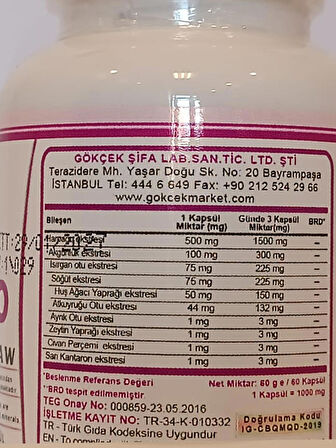 GÖKÇEK ŞİFA LAB.SAN.TİC. LTD. ŞTİ
Terazidere Mh. Yaşar Doğu Sk. No: 20 Bayrampaşa
İSTANBUL Tel: 444 6 649 Fax: +90 212 524 29 66
www.gokcekmarket.com
Bileşen 1 Kapsül Miktar (mg) Günde 3 Kapsül Miktar (mg) BRD*
ekstresi 500 mg 1500 mg –
ekstresi 100 mg 300 mg –
Isırgan otu ekstresi 75 mg 225 mg –
Söğüt ekstresi 75 mg 225 mg –
Huş Ağacı Yaprağı ekstresi 50 mg 150 mg –
Atkuyruğu Otu ekstresi 44 mg 132 mg –
Ayrık Otu ekstresi 1 mg 3 mg –
Zeytin Yaprağı ekstresi 1 mg 3 mg –
Civan Perçemi ekstresi 1 mg 3 mg –
Sarı Kantaron ekstresi 1 mg 3 mg –
*Beslenme Referans Değeri
*BRD tespit edilmemiştir
Net Miktar: 60 g e / 60 Kapsül
1 Kapsül = 1000 mg
TEG Onay No: 000859-23.05.2016
İŞLETME KAYIT NO: TR-34-K-010332
TR - Türk Gıda Kodeksine Uygundur
Doğrulama Kodu
IG-CBQMQD-2019
AW